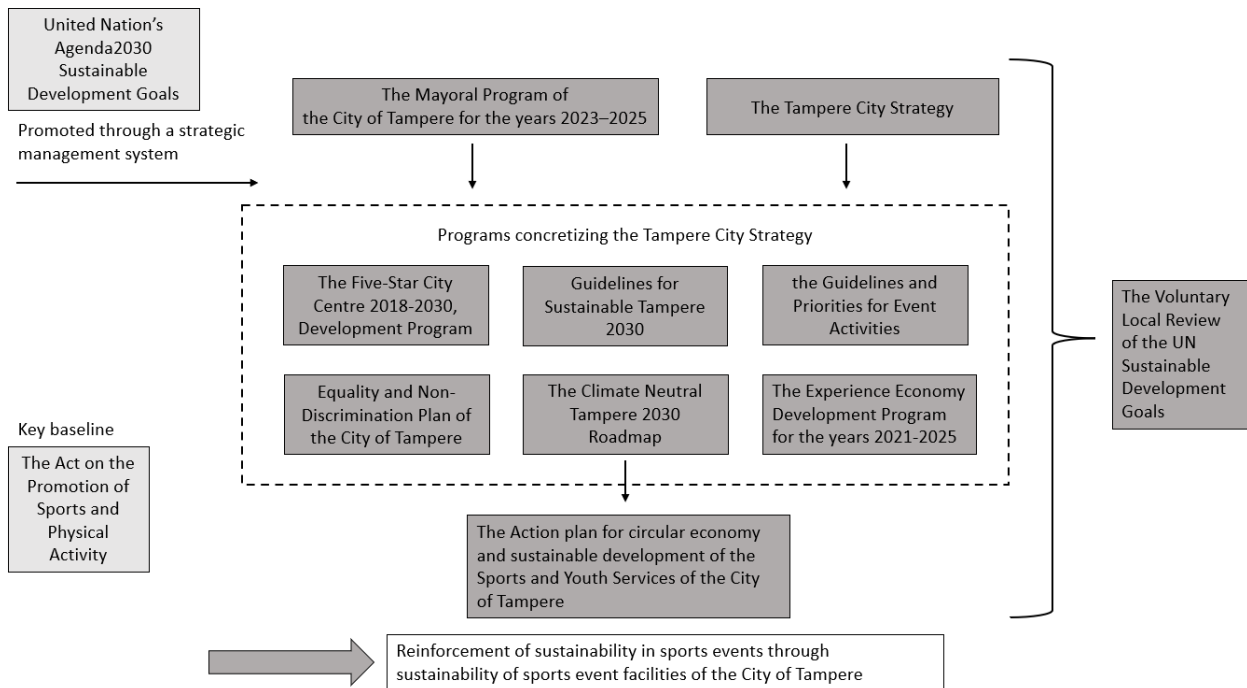 United Nation’s
Agenda2030
Sustainable
Development Goals
Promoted through a strategic
management system
The Mayoral Program of
the City of Tampere for the years 2023–2025
The Tampere City Strategy
Programs concretizing the Tampere City Strategy
The Five-Star City
Centre 2018-2030,
Development Program
Guidelines for
Sustainable Tampere
2030
the Guidelines and
Priorities for Event
Activities
Equality and Non-
Discrimination Plan of
the City of Tampere
The Climate Neutral
Tampere 2030
Roadmap
The Experience Economy
Development Program
for the years 2021-2025
The Voluntary
Local Review
of the UN
Sustainable
Development
Goals
Key baseline
The Act on the
Promotion of
Sports and
Physical
Activity
The Action plan for circular economy
and sustainable development of the
Sports and Youth Services of the City
of Tampere
Reinforcement of sustainability in sports events through
sustainability of sports event facilities of the City of Tampere